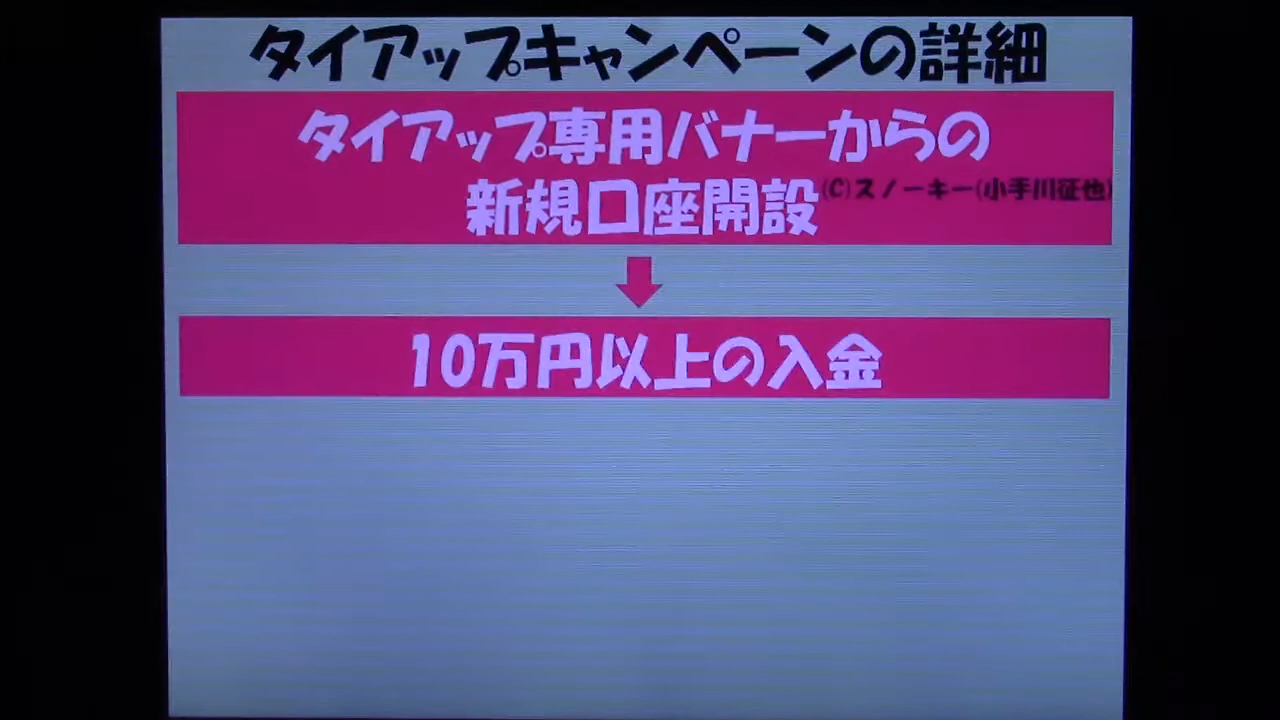 タイアップキャンペーンの詳細
タイアップ専用バナーからの
新規口座開設
(C)スノーキー(小手川征也)
10万円以上の入金